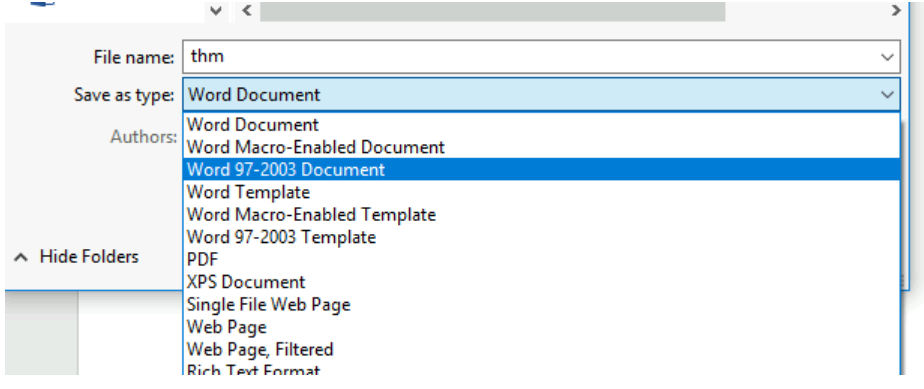 File name: thm
Save as type: Word Document
Authors:
Word Document
Word Macro-Enabled Document
Word 97-2003 Document
Word Template
Word Macro-Enabled Template
Word 97-2003 Template
Hide Folders
PDF
XPS Document
Single File Web Page
Web Page
Web Page, Filtered
Rich Text Format